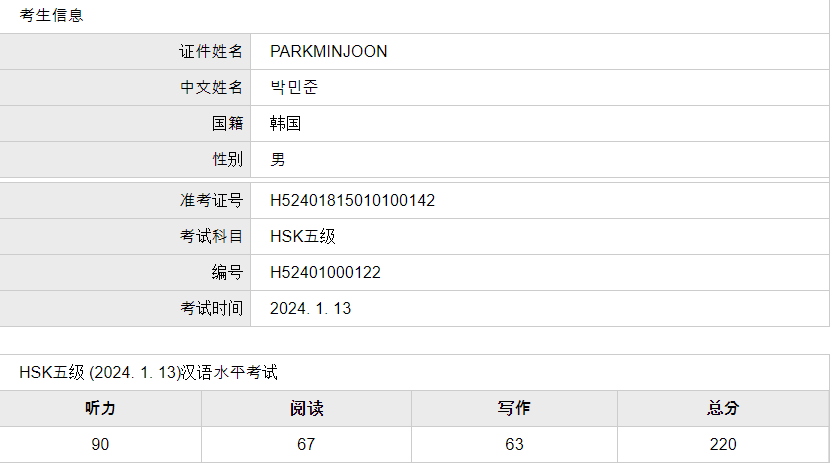 考生信息
证件姓名 PARKMINJOON
中文姓名 박민준
国籍 韩国
性别 男
准考证号 H52401815010100142
考试科目 HSK五级
编号 H52401000122
考试时间 2024. 1. 13
HSK五级 (2024. 1. 13)汉语水平考试
听力 阅读 写作 总分
90 67 63 220